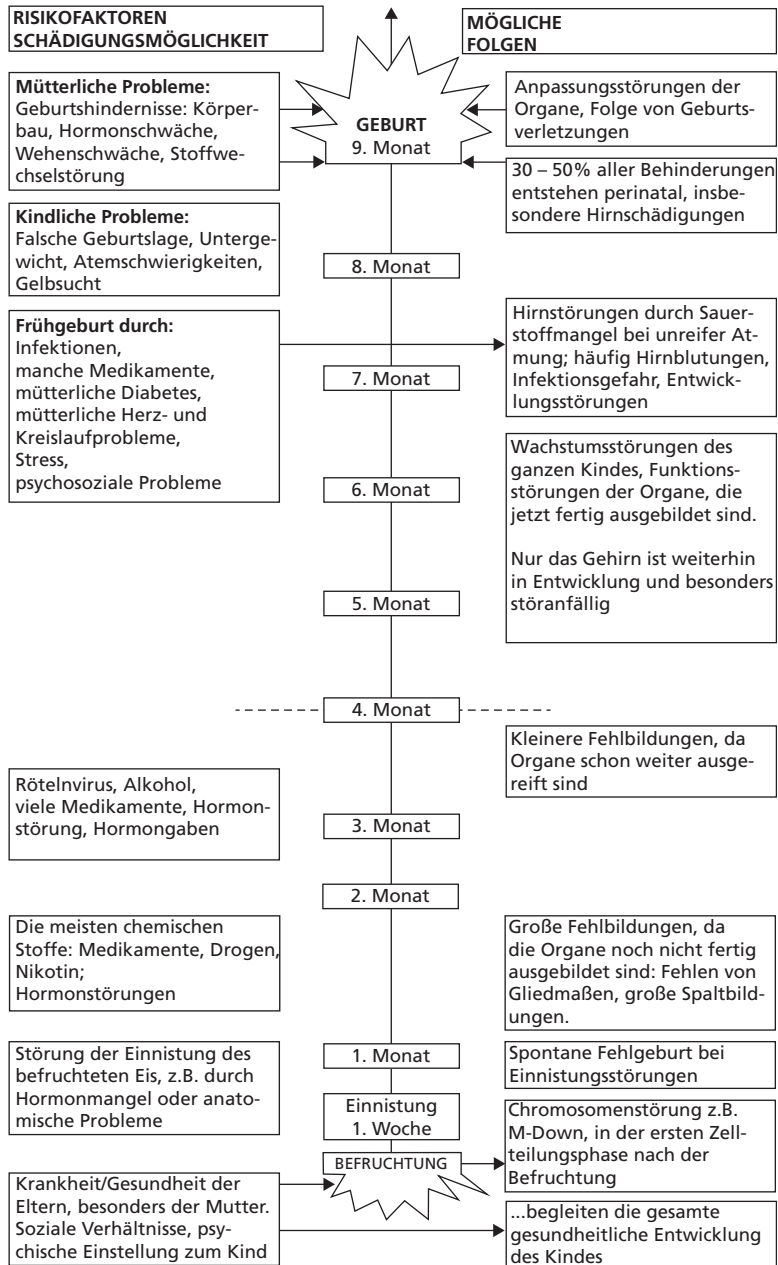 RISIKOFAKTOREN
SCHÄDIGUNGSMÖGLICHKEIT
MÖGLICHE
FOLGEN
Mütterliche Probleme:
Geburtshindernisse: Körper-
bau, Hormonschwäche,
Wehenschwäche, Stoffwe-
chselstörung
GEBURT
9. Monat
Anpassungsstörungen der
Organe, Folge von Geburts-
verletzungen
30 – 50% aller Behinderungen
entstehen perinatal, insbe-
sondere Hirnschädigungen
Kindliche Probleme:
Falsche Geburtslage, Unterge-
wicht, Atemschwierigkeiten,
Gelbsucht
8. Monat
Frühgeburt durch:
Infektionen,
manche Medikamente,
mütterliche Diabetes,
mütterliche Herz- und
Kreislaufprobleme,
Stress,
psychosoziale Probleme
7. Monat
Hirnstörungen durch Sauer-
stoffmangel bei unreifer At-
mung; häufig Hirnblutungen,
Infektionsgefahr, Entwick-
lungsstörungen
6. Monat
Wachstumsstörungen des
ganzen Kindes, Funktions-
störungen der Organe, die
jetzt fertig ausgebildet sind.
Nur das Gehirn ist weiterhin
in Entwicklung und besonders
störanfällig
5. Monat
4. Monat
Kleinere Fehlbildungen, da
Organe schon weiter ausge-
reift sind
Rötelnvirus, Alkohol,
viele Medikamente, Hormon-
störung, Hormongaben
3. Monat
2. Monat
Die meisten chemischen
Stoffe: Medikamente, Drogen,
Nikotin;
Hormonstörungen
Große Fehlbildungen, da
die Organe noch nicht fertig
ausgebildet sind: Fehlen von
Gliedmaßen, große Spaltbild-
ungen.
Störung der Einnistung des
befruchteten Eis, z.B. durch
Hormonmangel oder anato-
mische Probleme
1. Monat
Spontane Fehlgeburt bei
Einnistungsstörungen
Einnistung
1. Woche
Chromosomenstörung z.B.
M-Down, in der ersten Zell-
teilungsphase nach der
Befruchtung
BEFRUCHTUNG
Krankheit/Gesundheit der
Eltern, besonders der Mutter.
Soziale Verhältnisse, psy-
chische Einstellung zum Kind
...begleiten die gesamte
gesundheitliche Entwicklung
des Kindes